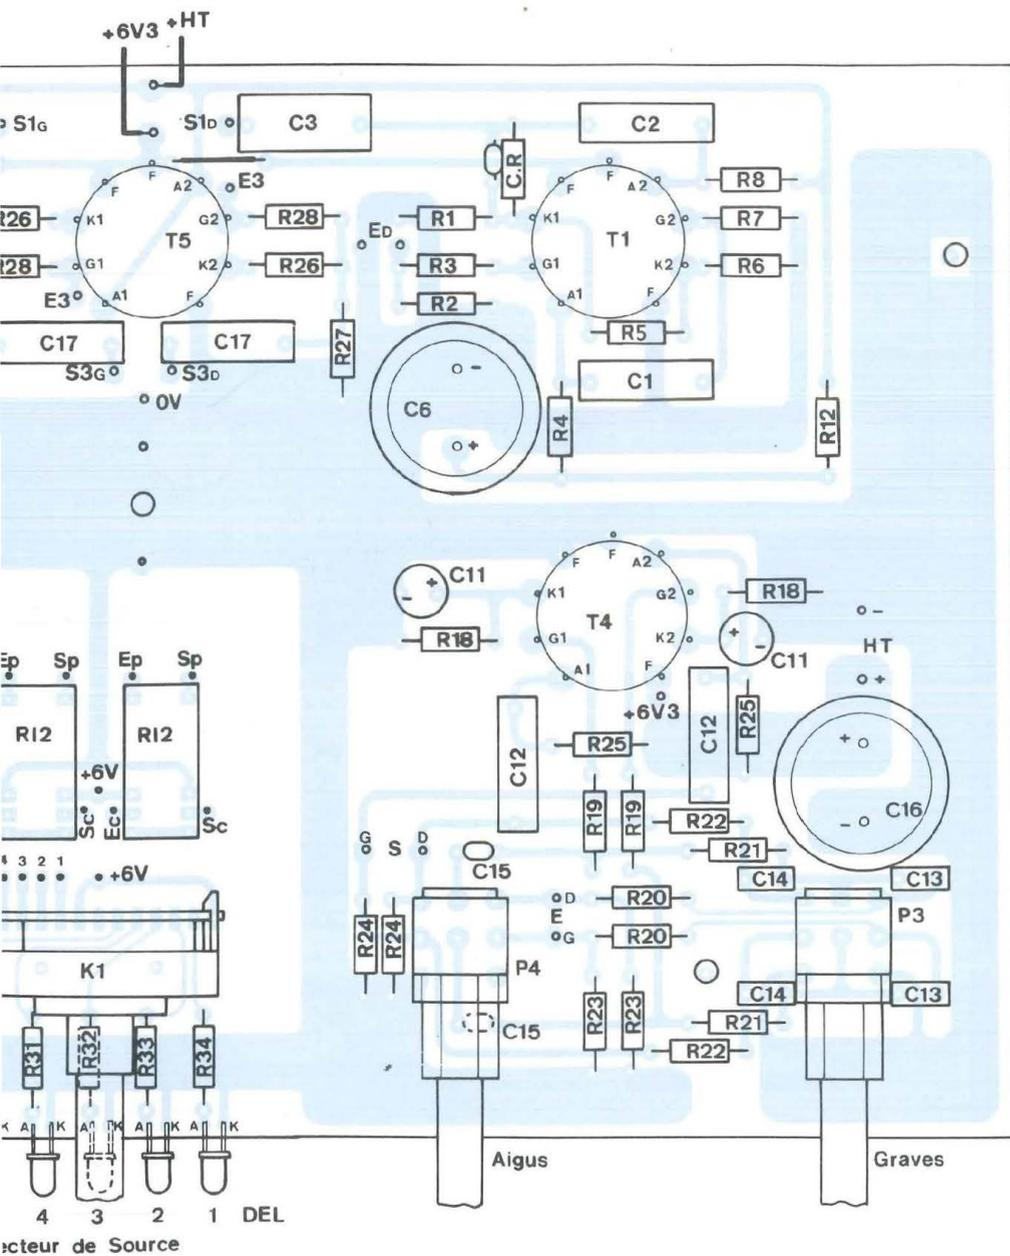 +6V3 +HT
S1G S1D C3 C2
F F A2 E3 C.R F F A2 R8
R26 K1 G2 R28 R1 K1 G2 R7
T5 ED T1
R28 G1 K2 R26 R3 G1 K2 R6
E3 A1 F R2 A1 F
C17 C17 R27 R5
S3G S3D - C1
0V C6 R4 R12
+
F F A2
C11 + - K1 G2 R18
T4 -
R18 G1 K2 + - C11 HT
Ep Sp Ep Sp A1 F +
RI2 RI2 +6V3
C12 R25 C12 R25 +
+6V
Sc Ec Sc R19 R19 R22 - C16
G S D R21
4 3 2 1 +6V C15 C14 C13
D R20 P3
R24 R24 E
G R20
K1 P4
C14 C13
R31 R32 R33 R34 C15 R23 R23 R21
R22
K A K A K A K A K
Aigus Graves
4 3 2 1 DEL
ecteur de Source